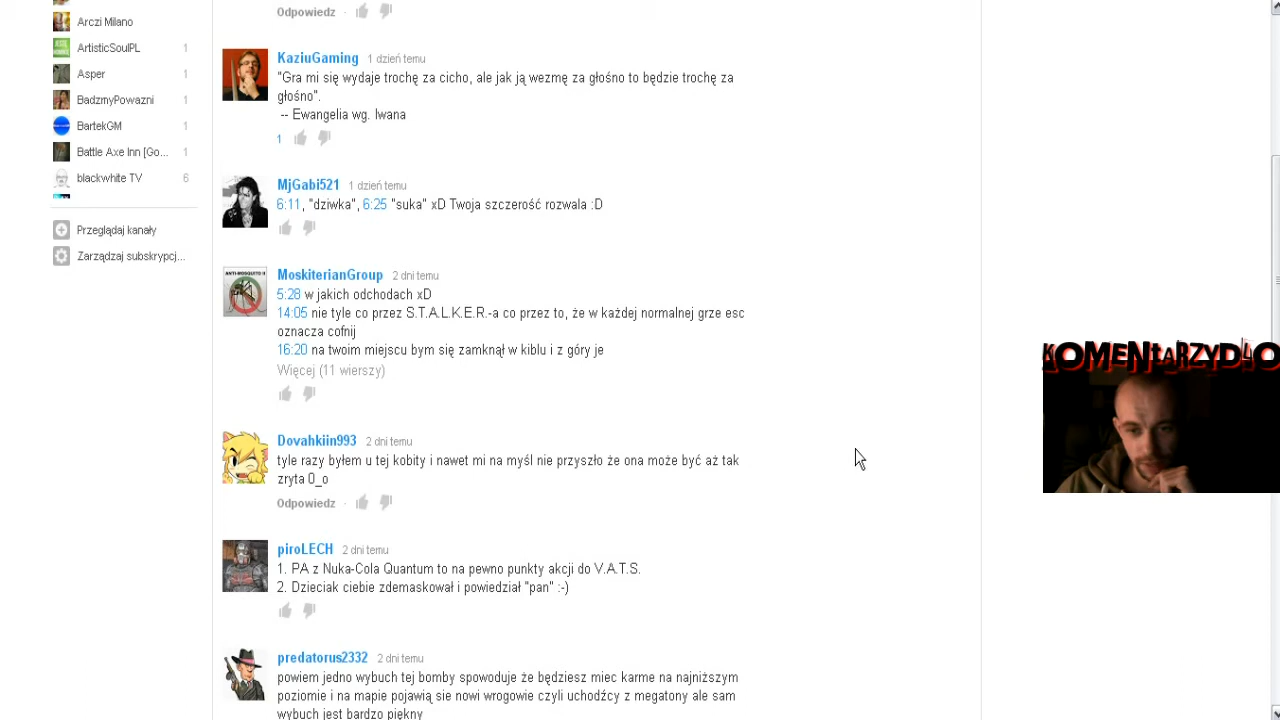 Odpowiedz ·
Arczi Milano
ArtisticSoulPL 1
Asper 1
BadzmyPowazni 1
BartekGM 1
Battle Axe Inn [Go... 1
blackwhite TV 6
Przeglądaj kanały
Zarządzaj subskrypcj...
KaziuGaming 1 dzień temu
"Gra mi się wydaje trochę za cicho, ale jak ją wezmę za głośno to będzie trochę za
głośno".
-- Ewangelia wg. Iwana
1
MjGabi521 1 dzień temu
6:11, "dziwka", 6:25 "suka" xD Twoja szczerość rozwala :D
ANTI-MOSQUITO II
MoskiterianGroup 2 dni temu
5:28 w jakich odchodach xD
14:05 nie tyle co przez S.T.A.L.K.E.R.-a co przez to, że w każdej normalnej grze esc
oznacza cofnij
16:20 na twoim miejscu bym się zamknął w kiblu i z góry je
Więcej (11 wierszy)
Dovahkiin993 2 dni temu
tyle razy byłem u tej kobity i nawet mi na myśl nie przyszło że ona może być aż tak
zryta O_o
Odpowiedz ·
piroLECH 2 dni temu
1. PA z Nuka-Cola Quantum to na pewno punkty akcji do V.A.T.S.
2. Dzieciak ciebie zdemaskował i powiedział "pan" :-)
predatorus2332 2 dni temu
powiem jedno wybuch tej bomby spowoduje że będziesz miec karme na najniższym
poziomie i na mapie pojawią sie nowi wrogowie czyli uchodźcy z megatony ale sam
wybuch jest bardzo piękny
KOMENTARZYDŁO